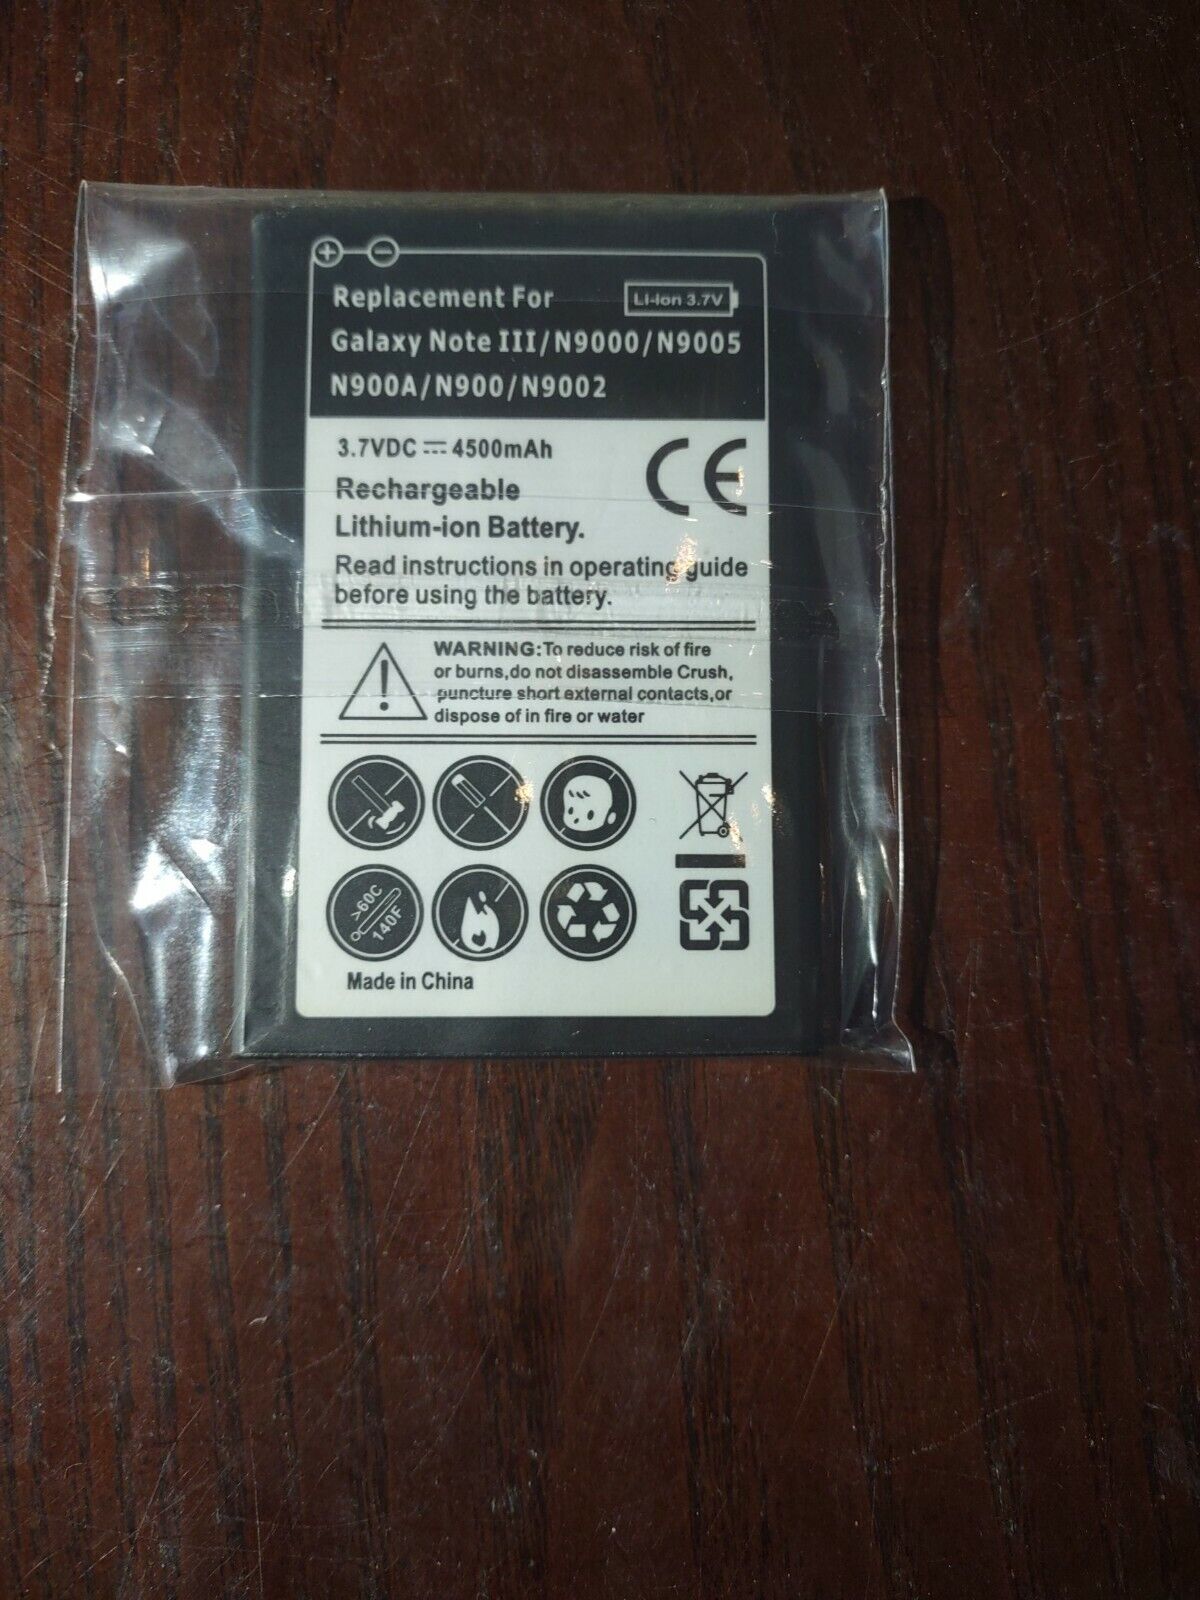 + −
Replacement For
Li-Ion 3.7V
Galaxy Note III/N9000/N9005
N900A/N900/N9002
3.7VDC ⎓ 4500mAh
CE
Rechargeable
Lithium-ion Battery.
Read instructions in operating guide
before using the battery.
WARNING:To reduce risk of fire
or burns,do not disassemble Crush,
puncture short external contacts,or
dispose of in fire or water
>60C
140F
Made in China